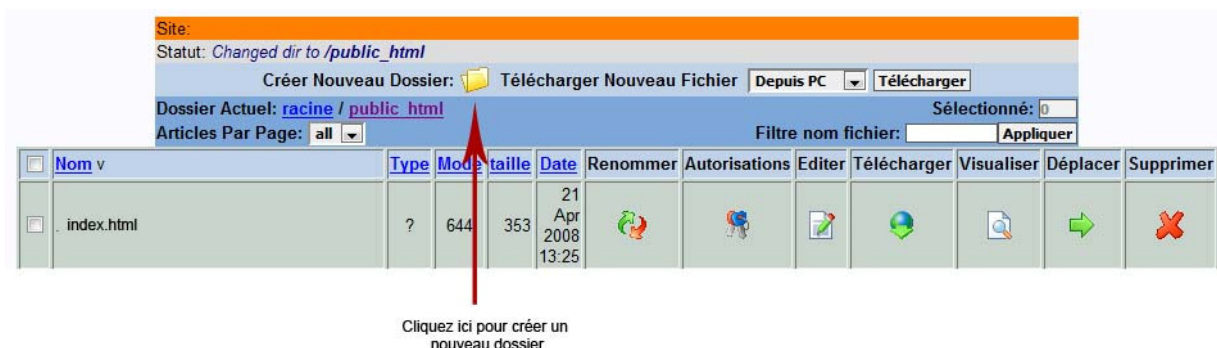 Site:
Statut: Changed dir to /public_html
Créer Nouveau Dossier: Télécharger Nouveau Fichier Depuis PC Télécharger
Dossier Actuel: racine / public_html Sélectionné: 0
Articles Par Page: all Filtre nom fichier: Appliquer
Nom v Type Mode taille Date Renommer Autorisations Editer Télécharger Visualiser Déplacer Supprimer
. index.html ? 644 353 21
Apr
2008
13:25
Cliquez ici pour créer un
nouveau dossier